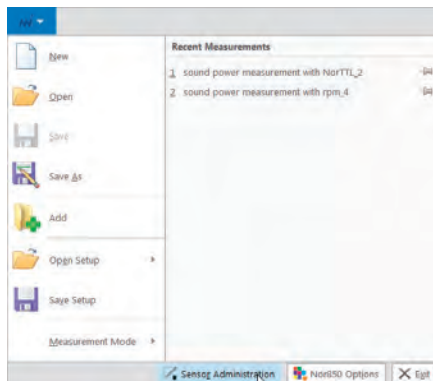 New
Open
Save
Save As
Add
Open Setup
Save Setup
Measurement Mode
Recent Measurements
1 sound power measurement with NorTTL_2
2 sound power measurement with rpm_4
Sensor Administration
Nor850 Options
Exit